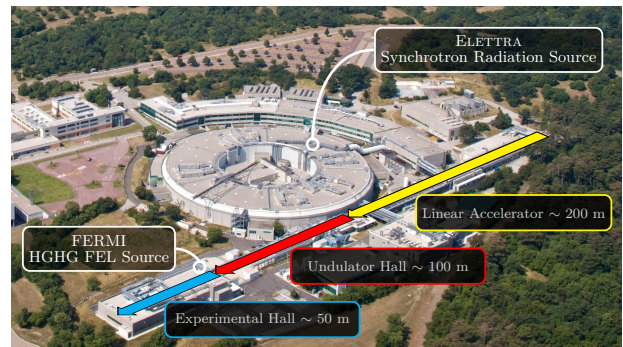 ELETTRA
Synchrotron Radiation Source
Linear Accelerator ∼ 200 m
FERMI
HGHG FEL Source
Undulator Hall ∼ 100 m
Experimental Hall ∼ 50 m